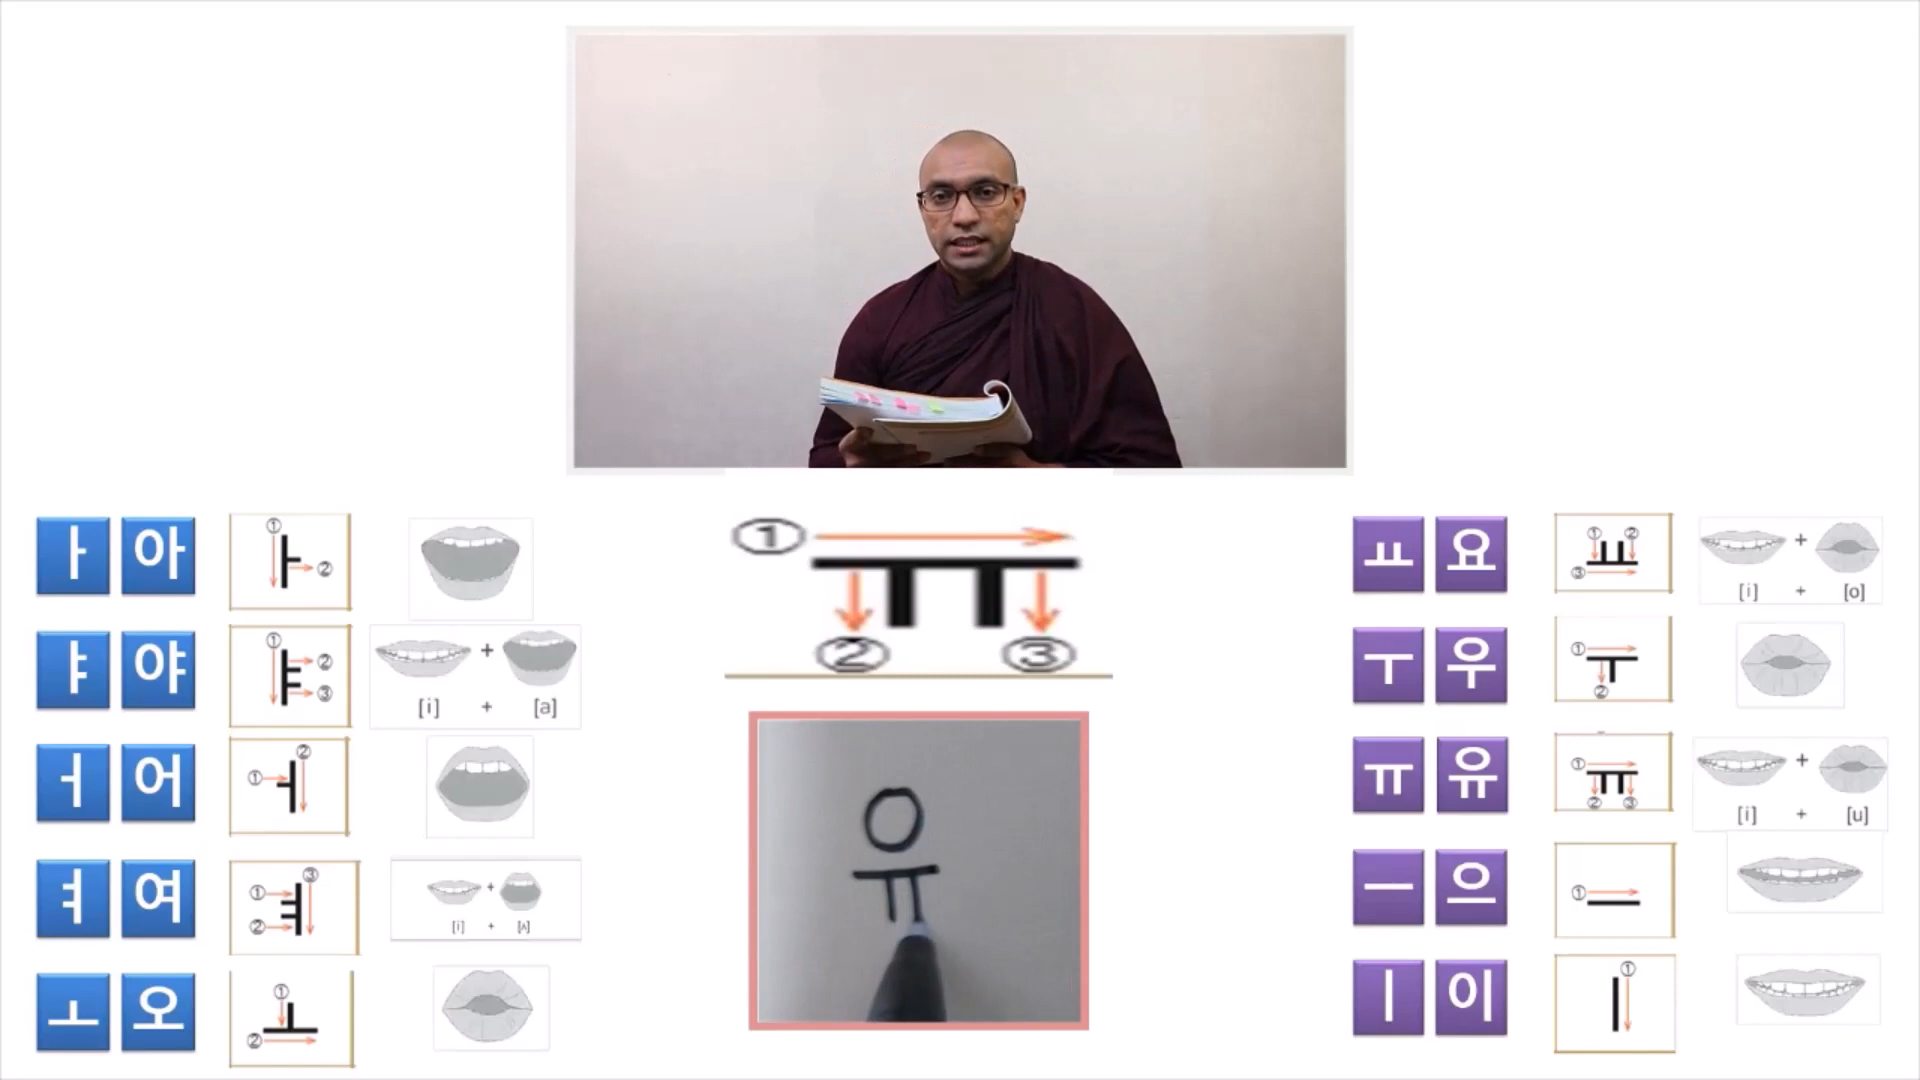 ①
② ③
유
ㅏ 아 ① ②
ㅑ 야 ① ② ③ + [i] + [a]
ㅓ 어 ① ②
ㅕ 여 ① ② ③ + [i] + [ʌ]
ㅗ 오 ① ②
ㅛ 요 ① ② ③ + [i] + [o]
ㅜ 우 ① ②
ㅠ 유 ① ② ③ + [i] + [u]
ㅡ 으 ①
ㅣ 이 ①